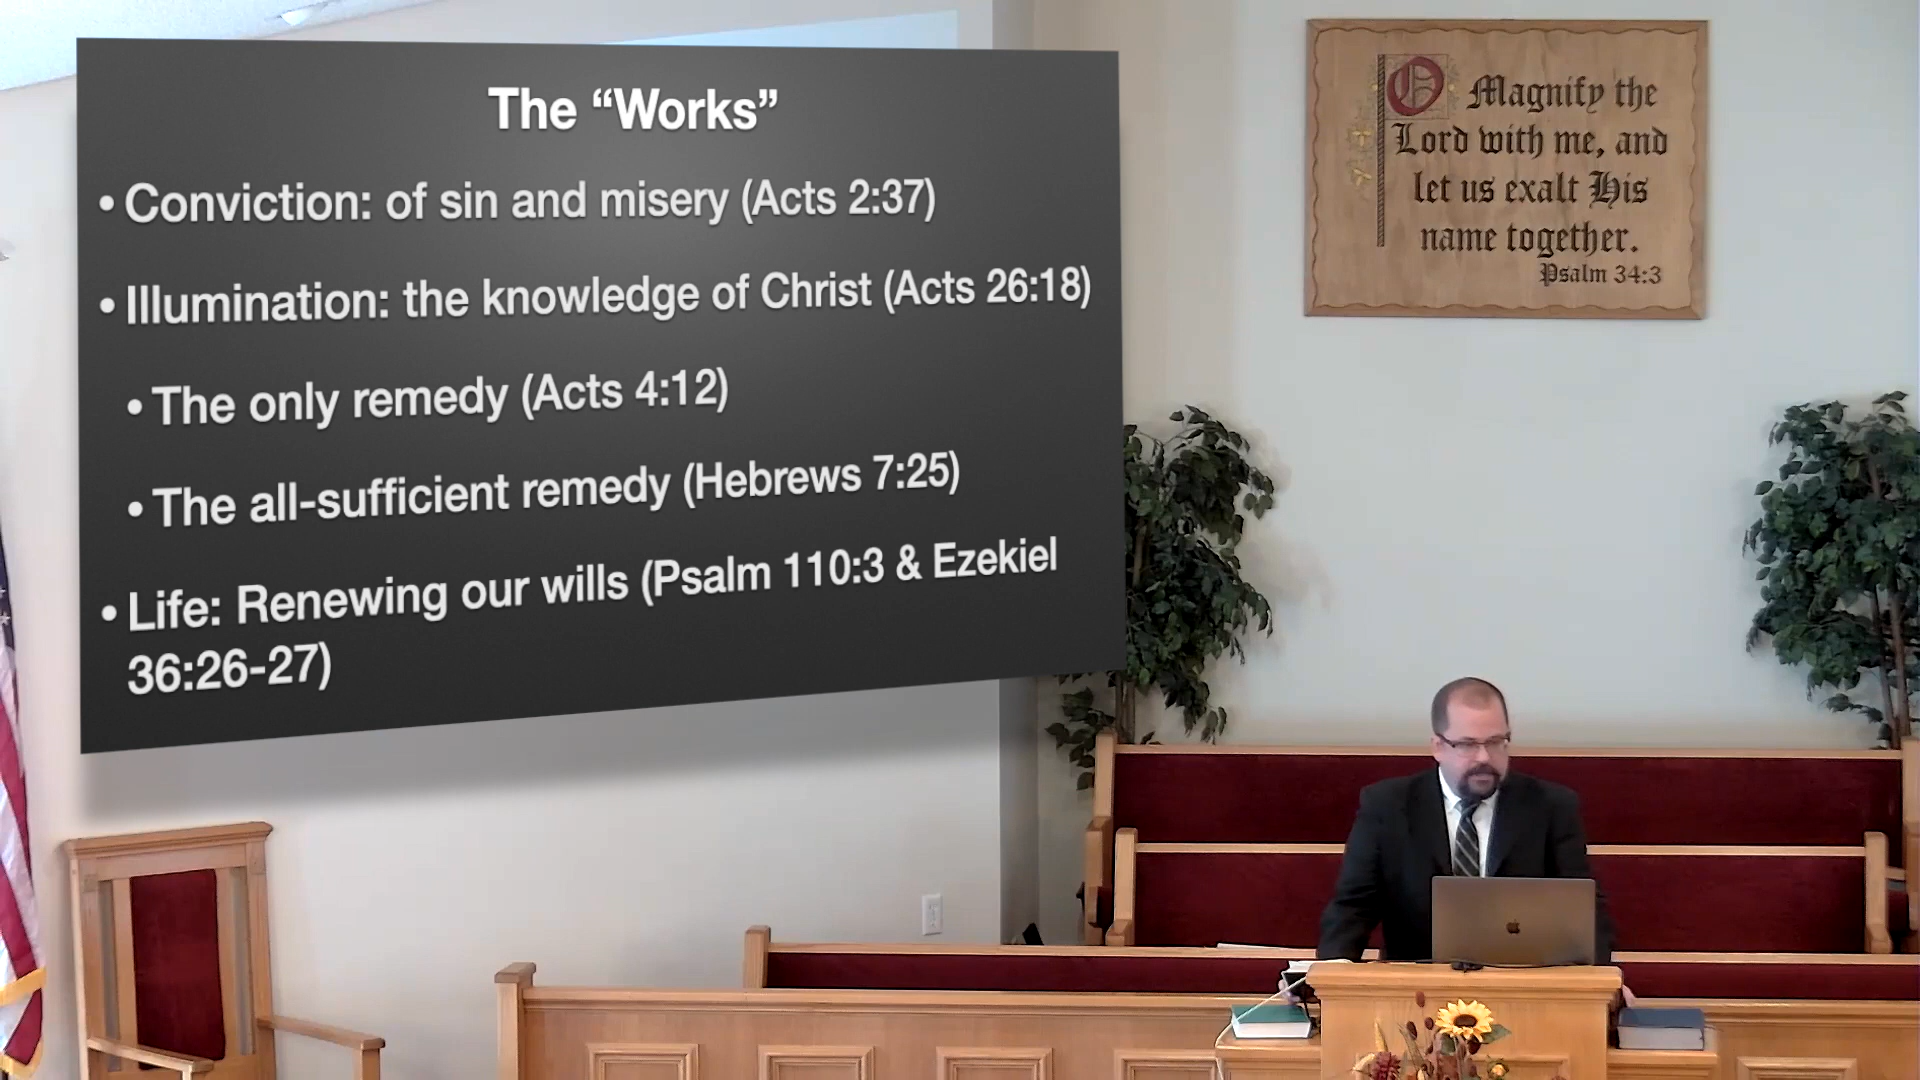 The “Works”
• Conviction: of sin and misery (Acts 2:37)
• Illumination: the knowledge of Christ (Acts 26:18)
• The only remedy (Acts 4:12)
• The all-sufficient remedy (Hebrews 7:25)
• Life: Renewing our wills (Psalm 110:3 & Ezekiel
36:26-27)
O Magnify the
Lord with me, and
let us exalt His
name together.
Psalm 34:3